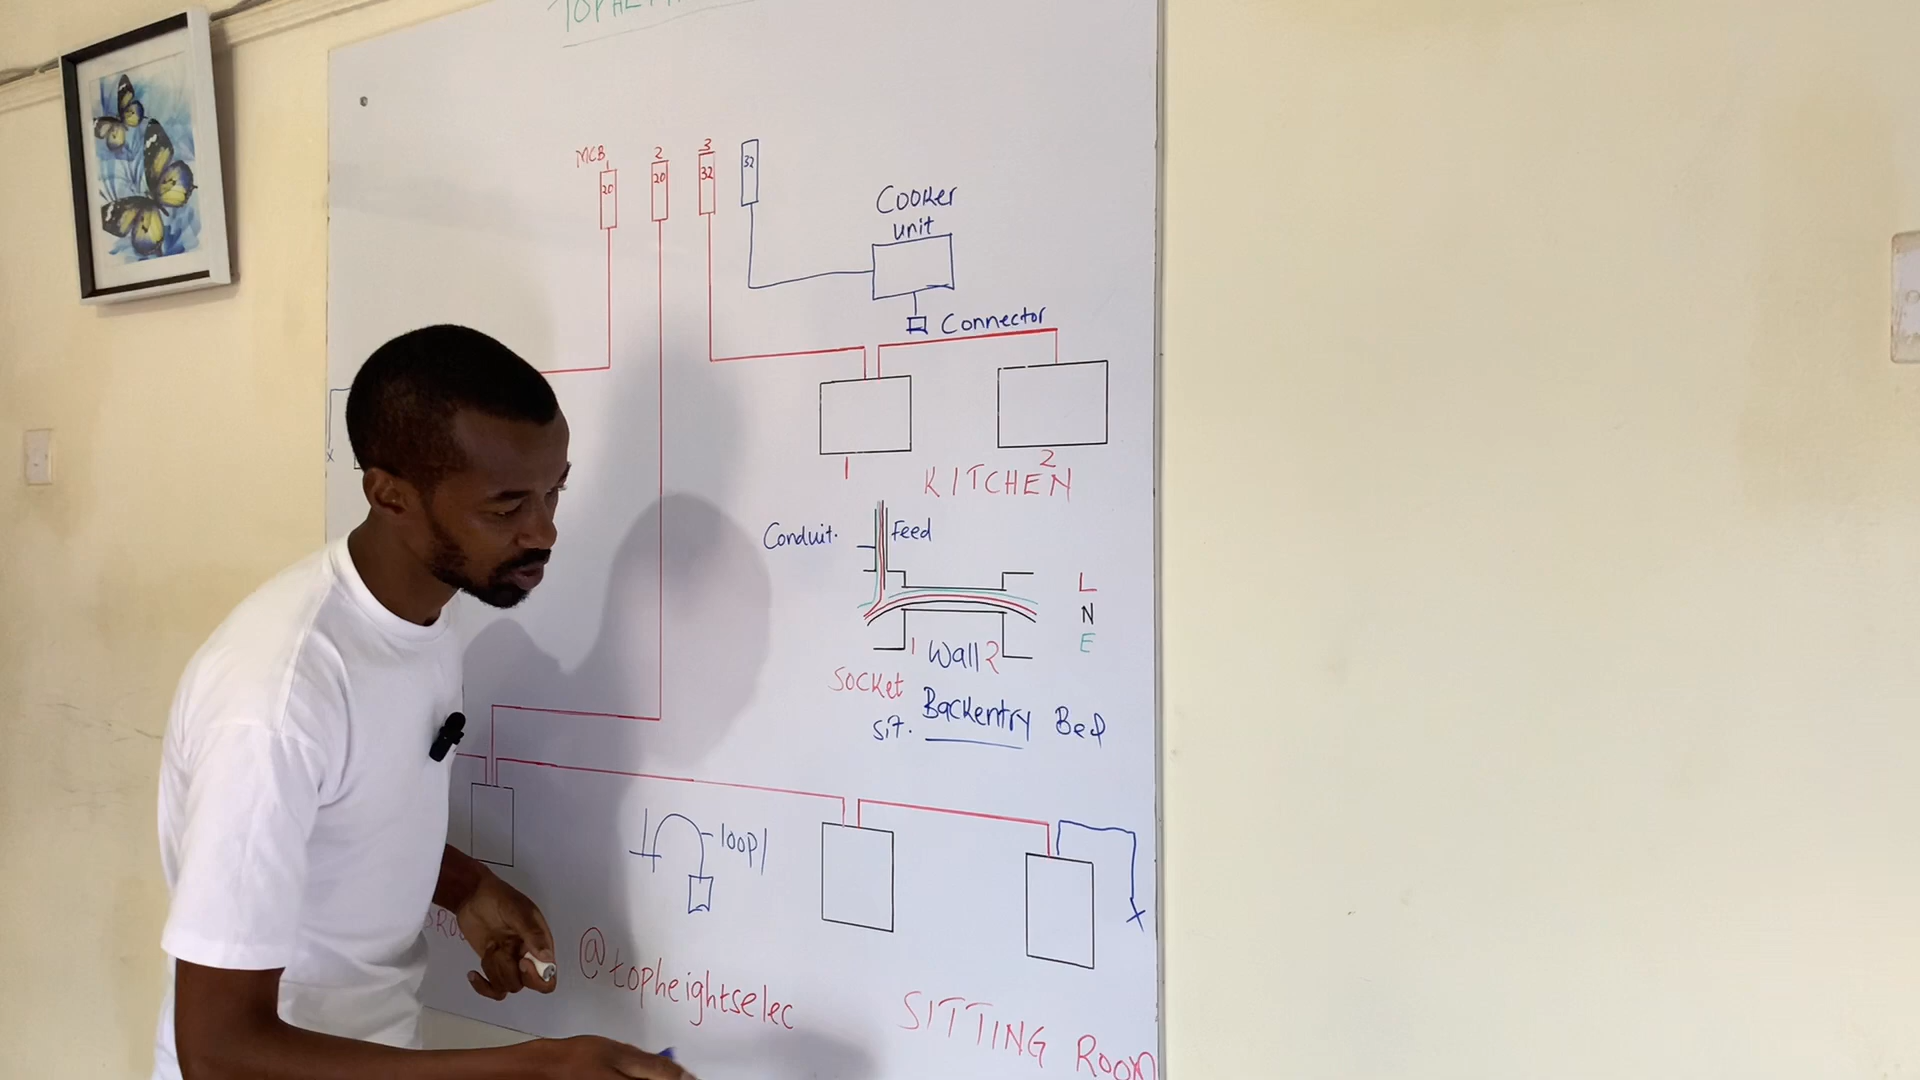 MCB
1 2 3
20 20 32 32
Cooker
unit
Connector
1 2
KITCHEN
Conduit. Feed
L
N
E
1 Wall 2
Socket
sit. Backentry Bed
loop
@topheightselec
SITTING ROOM